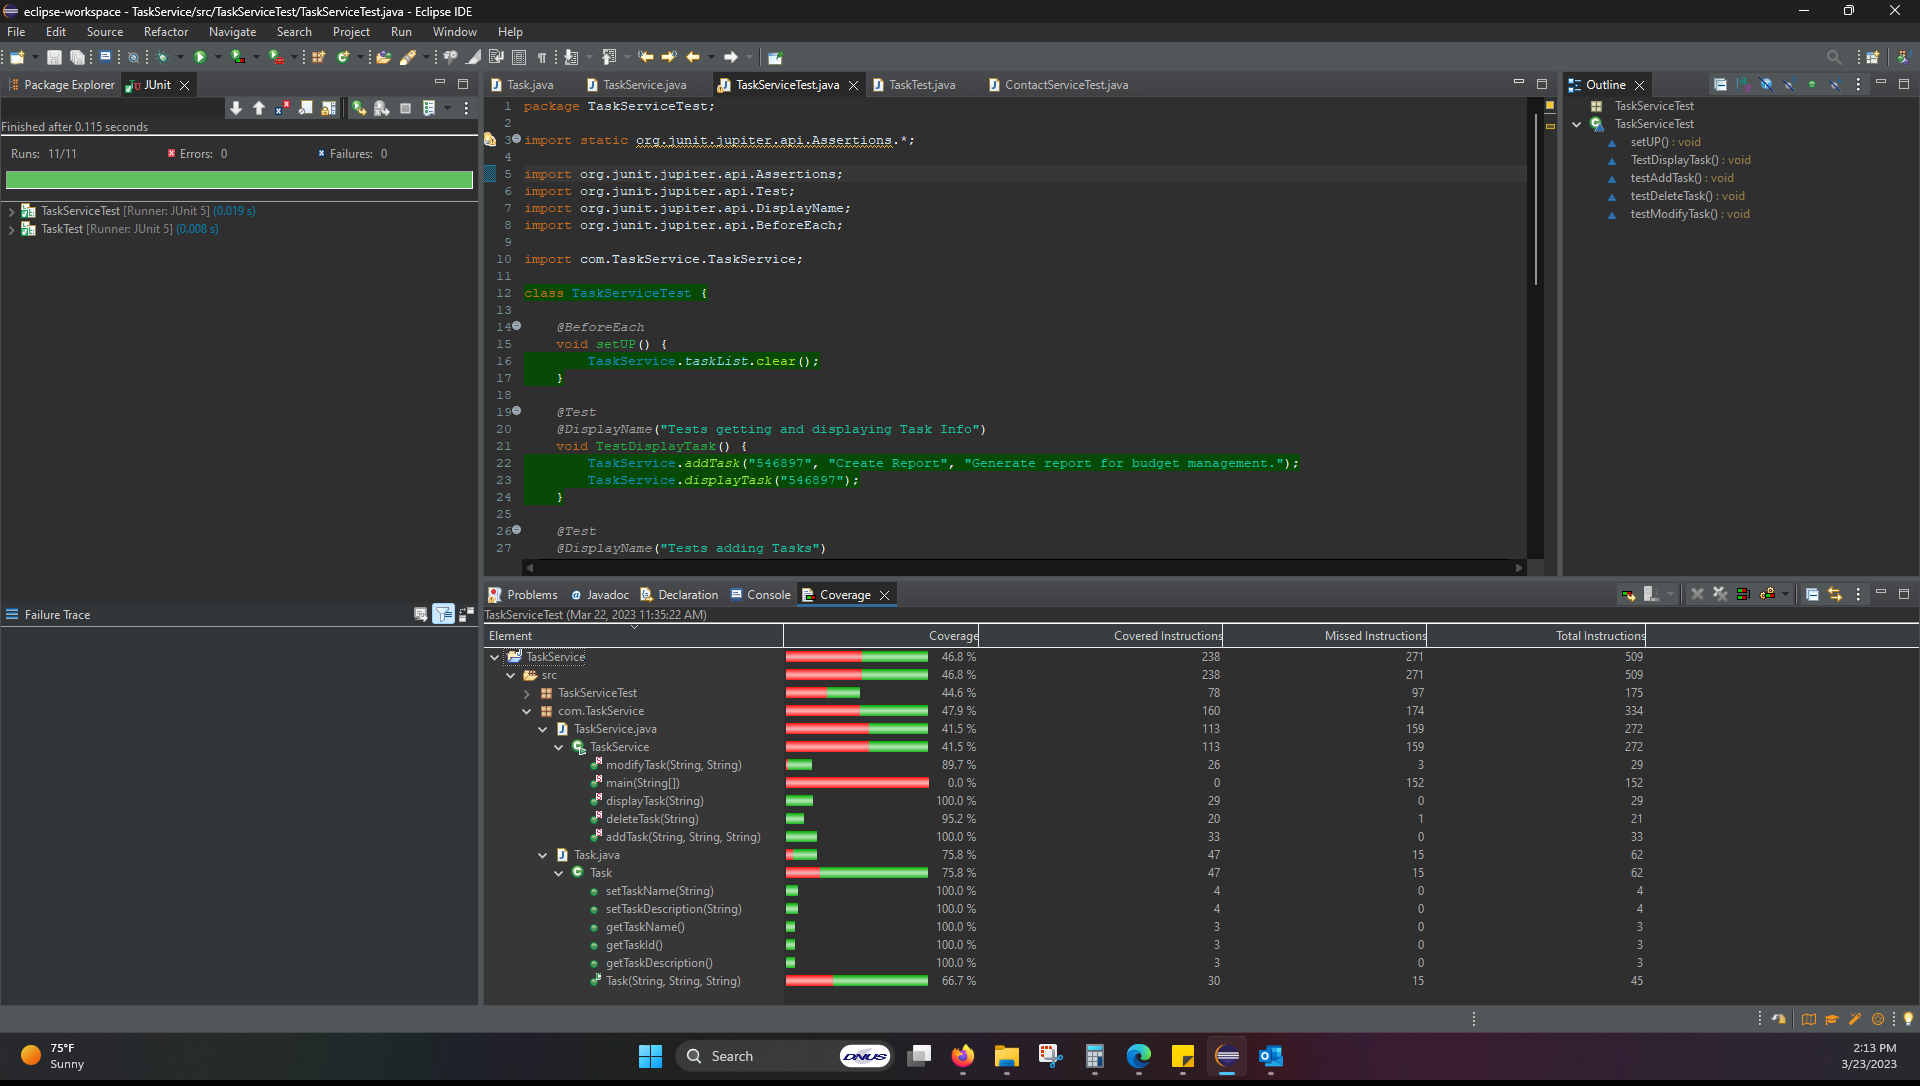 eclipse-workspace - TaskService/src/TaskServiceTest/TaskServiceTest.java - Eclipse IDE
File Edit Source Refactor Navigate Search Project Run Window Help
Package Explorer JUnit
Finished after 0.115 seconds
Runs: 11/11 Errors: 0 Failures: 0
TaskServiceTest [Runner: JUnit 5] (0.019 s)
TaskTest [Runner: JUnit 5] (0.008 s)
Failure Trace
Task.java TaskService.java TaskServiceTest.java TaskTest.java ContactServiceTest.java
1 package TaskServiceTest;
2
3 import static org.junit.jupiter.api.Assertions.*;
4
5 import org.junit.jupiter.api.Assertions;
6 import org.junit.jupiter.api.Test;
7 import org.junit.jupiter.api.DisplayName;
8 import org.junit.jupiter.api.BeforeEach;
9
10 import com.TaskService.TaskService;
11
12 class TaskServiceTest {
13
14 @BeforeEach
15 void setUP() {
16 TaskService.taskList.clear();
17 }
18
19 @Test
20 @DisplayName("Tests getting and displaying Task Info")
21 void TestDisplayTask() {
22 TaskService.addTask("546897", "Create Report", "Generate report for budget management.");
23 TaskService.displayTask("546897");
24 }
25
26 @Test
27 @DisplayName("Tests adding Tasks")
Outline
TaskServiceTest
TaskServiceTest
setUP() : void
TestDisplayTask() : void
testAddTask() : void
testDeleteTask() : void
testModifyTask() : void
Problems Javadoc Declaration Console Coverage
TaskServiceTest (Mar 22, 2023 11:35:22 AM)
Element Coverage Covered Instructions Missed Instructions Total Instructions
TaskService 46.8 % 238 271 509
src 46.8 % 238 271 509
TaskServiceTest 44.6 % 78 97 175
com.TaskService 47.9 % 160 174 334
TaskService.java 41.5 % 113 159 272
TaskService 41.5 % 113 159 272
modifyTask(String, String) 89.7 % 26 3 29
main(String[]) 0.0 % 0 152 152
displayTask(String) 100.0 % 29 0 29
deleteTask(String) 95.2 % 20 1 21
addTask(String, String, String) 100.0 % 33 0 33
Task.java 75.8 % 47 15 62
Task 75.8 % 47 15 62
setTaskName(String) 100.0 % 4 0 4
setTaskDescription(String) 100.0 % 4 0 4
getTaskName() 100.0 % 3 0 3
getTaskId() 100.0 % 3 0 3
getTaskDescription() 100.0 % 3 0 3
Task(String, String, String) 66.7 % 30 15 45
75°F
Sunny
Search DNUS
2:13 PM
3/23/2023